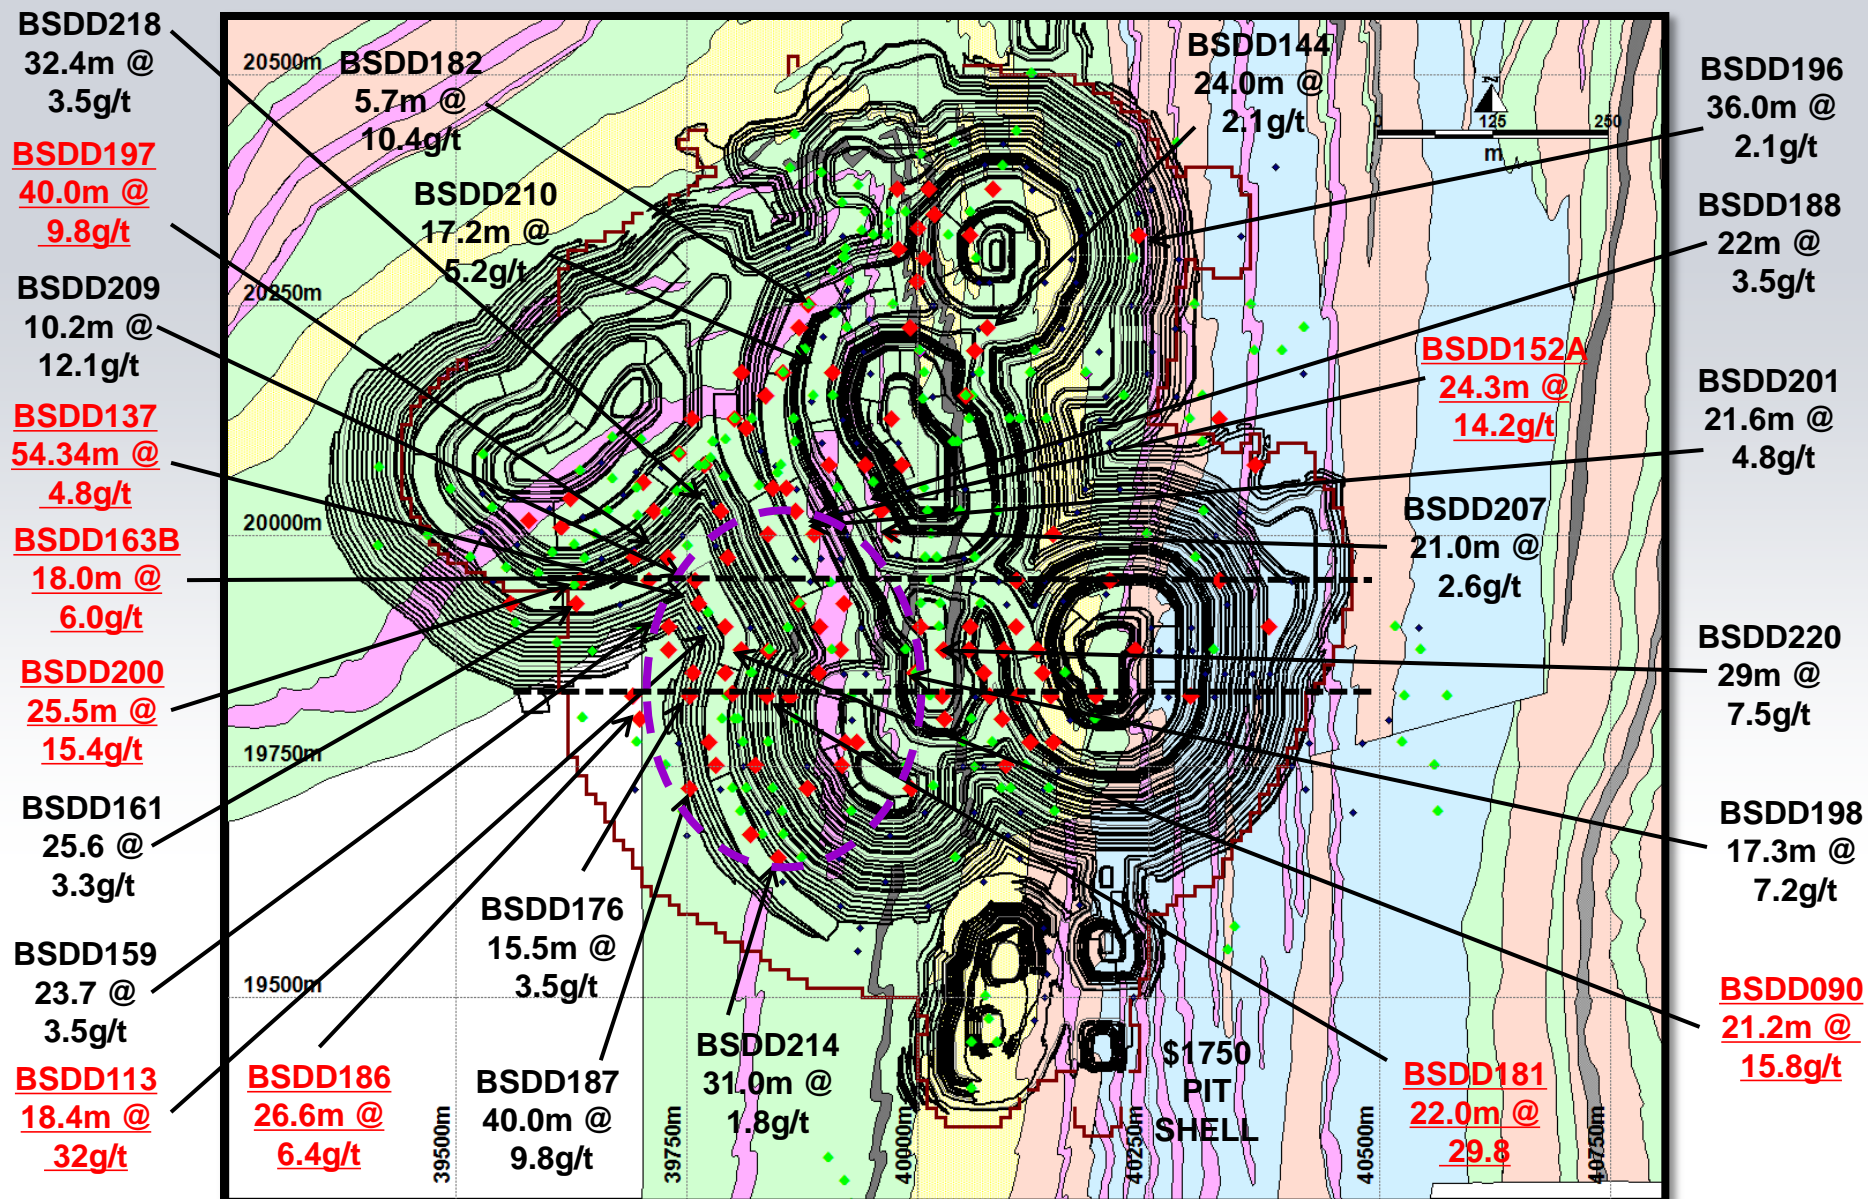 BSDD218
32.4m @
3.5g/t
BSDD197
40.0m @
9.8g/t
BSDD209
10.2m @
12.1g/t
BSDD137
54.34m @
4.8g/t
BSDD163B
18.0m @
6.0g/t
BSDD200
25.5m @
15.4g/t
BSDD161
25.6 @
3.3g/t
BSDD159
23.7 @
3.5g/t
BSDD113
18.4m @
32g/t
20500m
BSDD182
5.7m @
10.4g/t
BSDD210
17.2m @
5.2g/t
20250m
20000m
19750m
19500m
BSDD144
24.0m @
2.1g/t
N
0 125 250
m
BSDD152A
24.3m @
14.2g/t
BSDD207
21.0m @
2.6g/t
BSDD176
15.5m @
3.5g/t
BSDD186
26.6m @
6.4g/t
BSDD187
40.0m @
9.8g/t
BSDD214
31.0m @
1.8g/t
$1750
PIT
SHELL
BSDD181
22.0m @
29.8
39500m
39750m
40000m
40250m
40500m
40750m
BSDD196
36.0m @
2.1g/t
BSDD188
22m @
3.5g/t
BSDD201
21.6m @
4.8g/t
BSDD220
29m @
7.5g/t
BSDD198
17.3m @
7.2g/t
BSDD090
21.2m @
15.8g/t